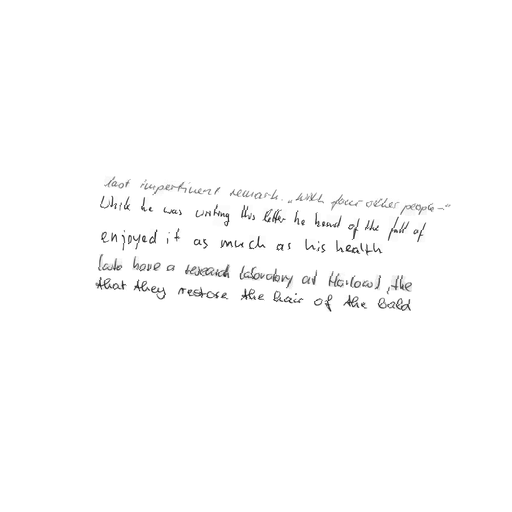 last impertinent remark. "With four other people-"
While he was writing this letter he heard of the fall of
enjoyed it as much as his health
have a research laboratory at Harlow, the
that they restore the hair of the bald